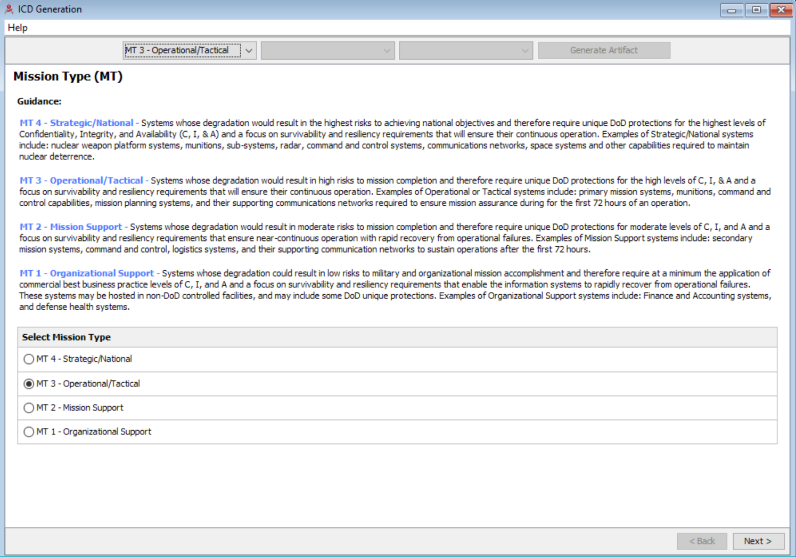 ICD Generation
Help
MT 3 - Operational/Tactical
Generate Artifact
Mission Type (MT)
Guidance:
MT 4 - Strategic/National - Systems whose degradation would result in the highest risks to achieving national objectives and therefore require unique DoD protections for the highest levels of
Confidentiality, Integrity, and Availability (C, I, & A) and a focus on survivability and resiliency requirements that will ensure their continuous operation. Examples of Strategic/National systems
include: nuclear weapon platform systems, munitions, sub-systems, radar, command and control systems, communications networks, space systems and other capabilities required to maintain
nuclear deterrence.
MT 3 - Operational/Tactical - Systems whose degradation would result in high risks to mission completion and therefore require unique DoD protections for the high levels of C, I, & A and a
focus on survivability and resiliency requirements that will ensure their continuous operation. Examples of Operational or Tactical systems include: primary mission systems, munitions, command and
control capabilities, mission planning systems, and their supporting communications networks required to ensure mission assurance during for the first 72 hours of an operation.
MT 2 - Mission Support - Systems whose degradation would result in moderate risks to mission completion and therefore require unique DoD protections for moderate levels of C, I, and A and a
focus on survivability and resiliency requirements that ensure near-continuous operation with rapid recovery from operational failures. Examples of Mission Support systems include: secondary
mission systems, command and control, logistics systems, and their supporting communication networks to sustain operations after the first 72 hours.
MT 1 - Organizational Support - Systems whose degradation could result in low risks to military and organizational mission accomplishment and therefore require at a minimum the application of
commercial best business practice levels of C, I, and A and a focus on survivability and resiliency requirements that enable the information systems to rapidly recover from operational failures.
These systems may be hosted in non-DoD controlled facilities, and may include some DoD unique protections. Examples of Organizational Support systems include: Finance and Accounting systems,
and defense health systems.
Select Mission Type
MT 4 - Strategic/National
MT 3 - Operational/Tactical
MT 2 - Mission Support
MT 1 - Organizational Support
< Back
Next >